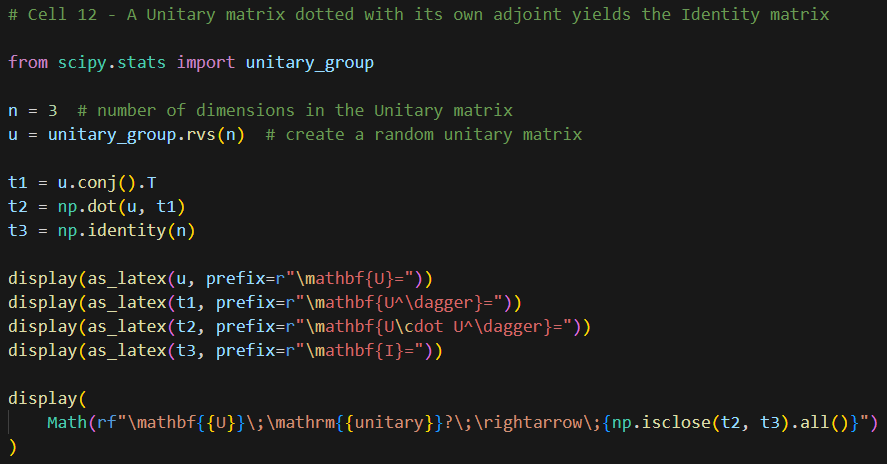 # Cell 12 - A Unitary matrix dotted with its own adjoint yields the Identity matrix
from scipy.stats import unitary_group
n = 3  # number of dimensions in the Unitary matrix
u = unitary_group.rvs(n)  # create a random unitary matrix
t1 = u.conj().T
t2 = np.dot(u, t1)
t3 = np.identity(n)
display(as_latex(u, prefix=r"\mathbf{U}="))
display(as_latex(t1, prefix=r"\mathbf{U^\dagger}="))
display(as_latex(t2, prefix=r"\mathbf{U\cdot U^\dagger}="))
display(as_latex(t3, prefix=r"\mathbf{I}="))
display(
    Math(rf"\mathbf{{U}}\;\mathrm{{unitary}}?\;\rightarrow\;{np.isclose(t2, t3).all()}")
)